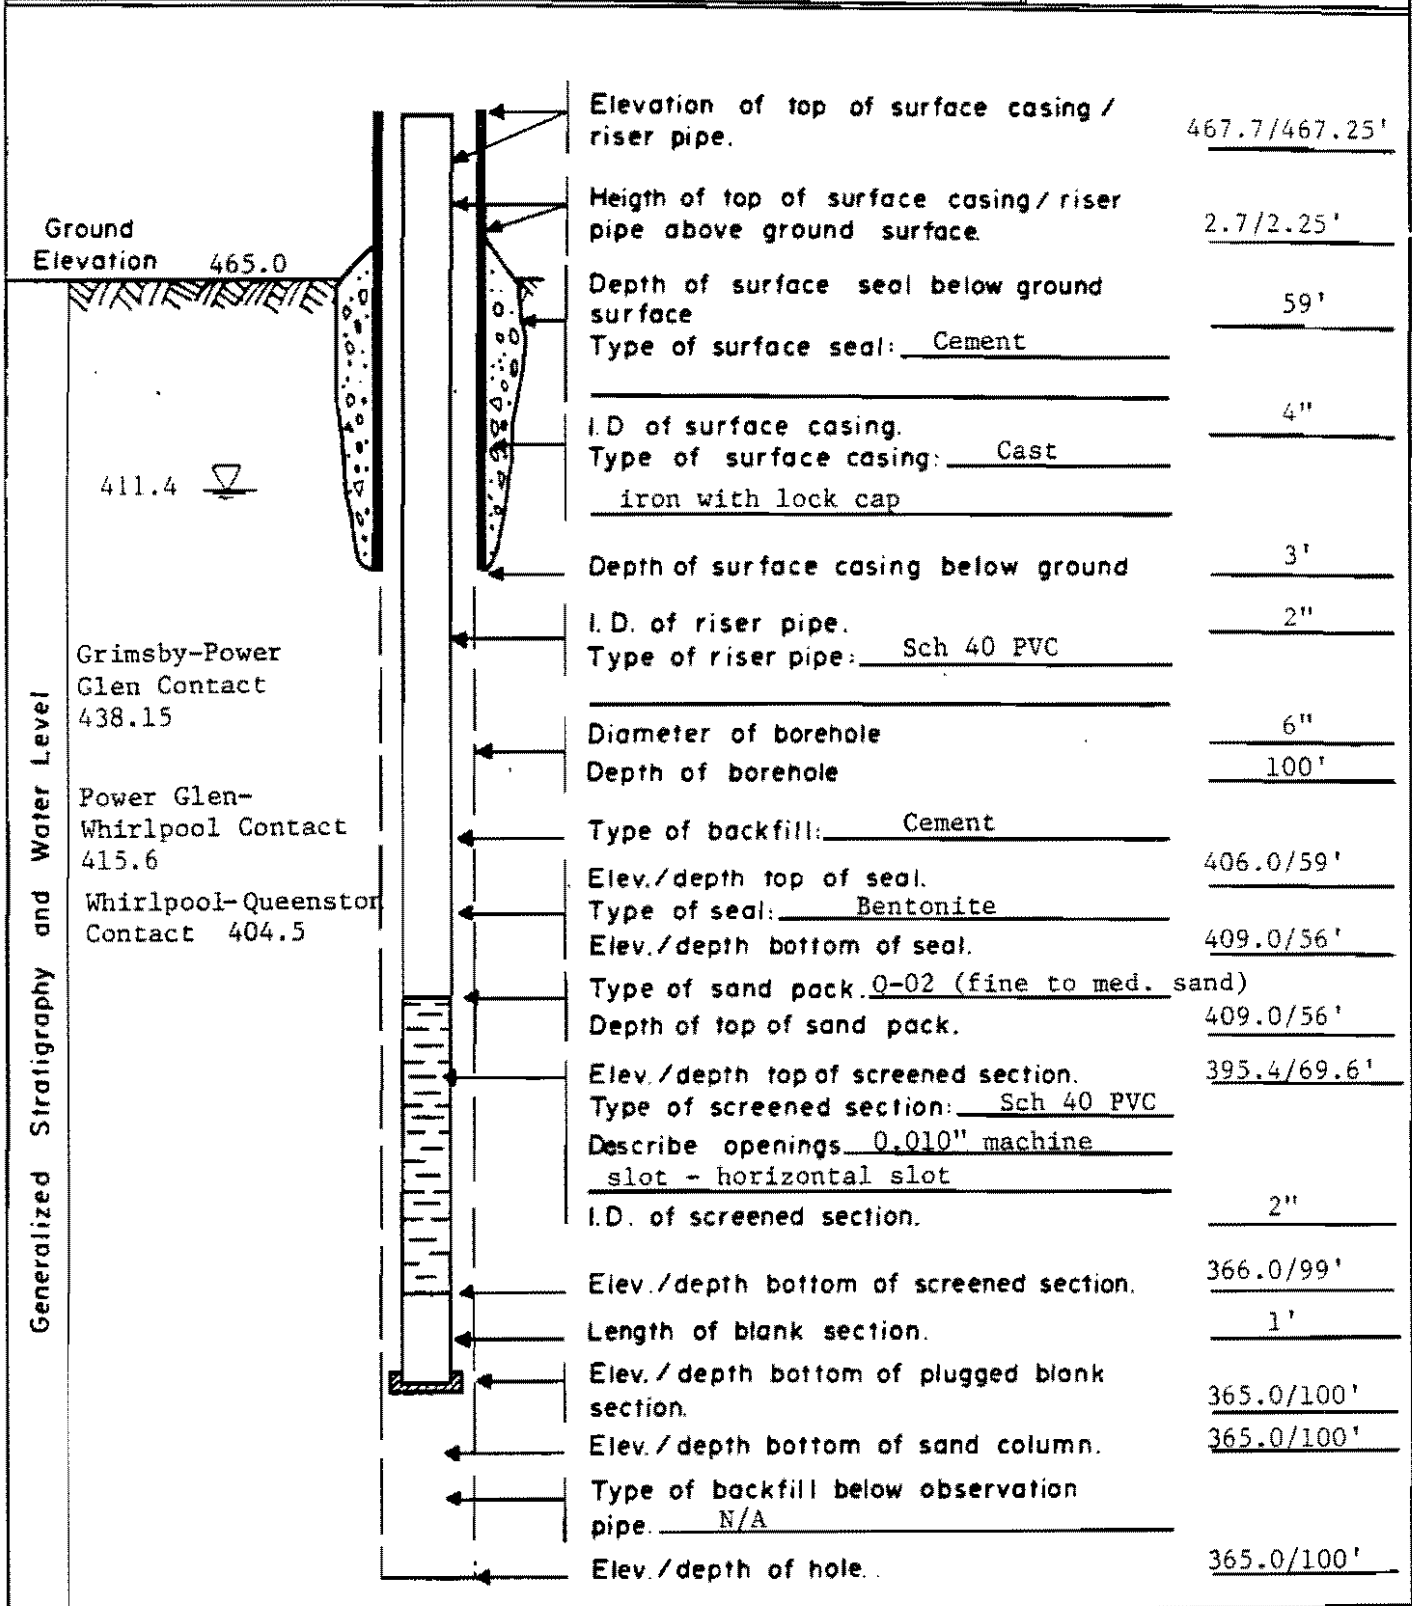 Elevation of top of surface casing /
riser pipe.
467.7/467.25'
Heigth of top of surface casing / riser
pipe above ground surface.
2.7/2.25'
Ground
Elevation 465.0
Depth of surface seal below ground
surface
59'
Type of surface seal: Cement
I.D of surface casing.
4"
Type of surface casing: Cast
iron with lock cap
411.4
Depth of surface casing below ground
3'
I.D. of riser pipe.
2"
Type of riser pipe: Sch 40 PVC
Grimsby-Power
Glen Contact
438.15
Diameter of borehole
6"
Depth of borehole
100'
Power Glen-
Whirlpool Contact
415.6
Type of backfill: Cement
Elev./depth top of seal.
406.0/59'
Type of seal: Bentonite
Whirlpool-Queenston
Contact 404.5
Elev./depth bottom of seal.
409.0/56'
Type of sand pack. Q-02 (fine to med. sand)
Depth of top of sand pack.
409.0/56'
Elev./depth top of screened section.
395.4/69.6'
Type of screened section: Sch 40 PVC
Describe openings 0.010" machine
slot - horizontal slot
I.D. of screened section.
2"
Elev./depth bottom of screened section.
366.0/99'
Length of blank section.
1'
Elev./depth bottom of plugged blank
section.
365.0/100'
Elev./depth bottom of sand column.
365.0/100'
Type of backfill below observation
pipe. N/A
Elev./depth of hole.
365.0/100'
Generalized Stratigraphy and Water Level